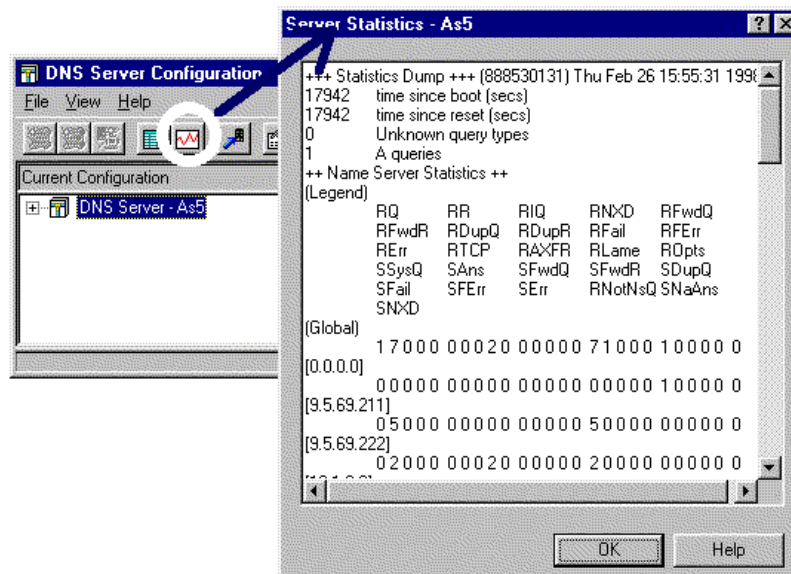 DNS Server Configuration
File View Help
Current Configuration
DNS Server - As5
Server Statistics - As5
+++ Statistics Dump +++ (888530131) Thu Feb 26 15:55:31 1998
17942 time since boot (secs)
17942 time since reset (secs)
0 Unknown query types
1 A queries
++ Name Server Statistics ++
(Legend)
RQ RR RIQ RNXD RFwdQ
RFwdR RDupQ RDupR RFail RFErr
RErr RTCP RAXFR RLame ROpts
SSysQ SAns SFwdQ SFwdR SDupQ
SFail SFErr SErr RNotNsQ SNaAns
SNXD
(Global)
1 7 0 0 0 0 0 0 2 0 0 0 0 0 0 7 1 0 0 0 1 0 0 0 0 0
[0.0.0.0]
0 0 0 0 0 0 0 0 0 0 0 0 0 0 0 0 0 0 0 0 1 0 0 0 0 0
[9.5.69.211]
0 5 0 0 0 0 0 0 0 0 0 0 0 0 0 5 0 0 0 0 0 0 0 0 0 0
[9.5.69.222]
0 2 0 0 0 0 0 0 2 0 0 0 0 0 0 2 0 0 0 0 0 0 0 0 0 0
OK Help